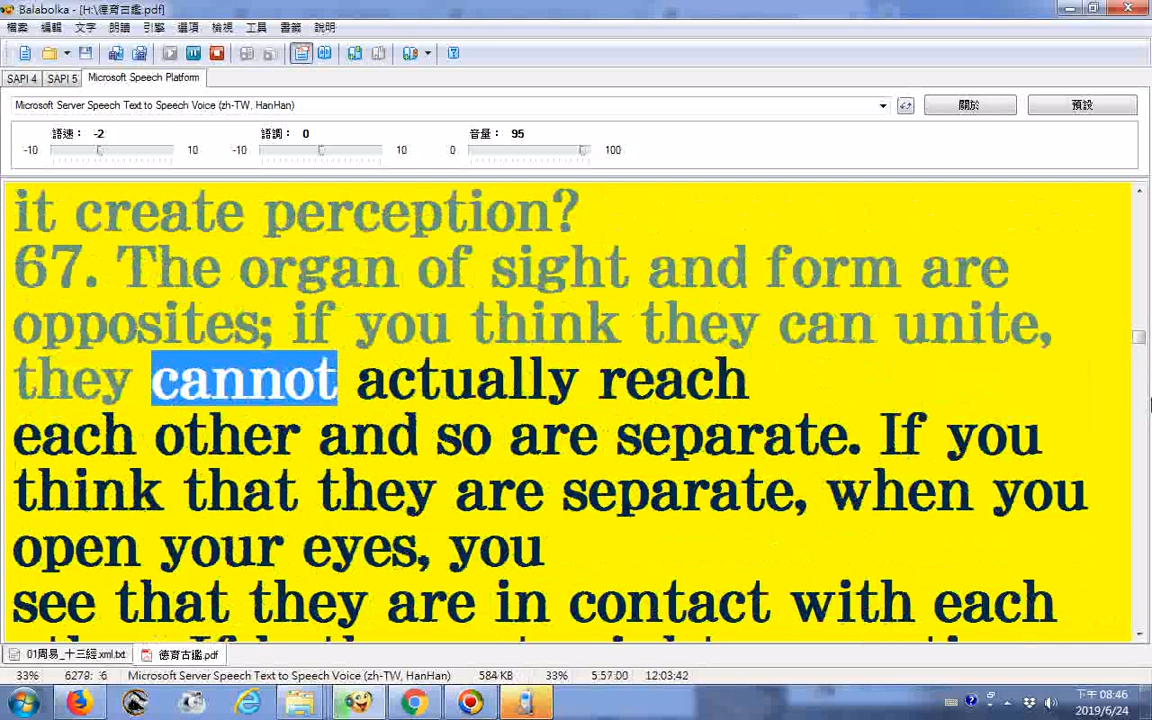 Balabolka - [H:\德育古鑑.pdf]
檔案 編輯 文字 朗讀 引擎 選項 檢視 工具 書籤 說明
SAPI 4 SAPI 5 Microsoft Speech Platform
Microsoft Server Speech Text to Speech Voice (zh-TW, HanHan) 關於 預設
語速： -2 語調： 0 音量： 95
-10 10 -10 10 0 100
it create perception?
67. The organ of sight and form are
opposites; if you think they can unite,
they cannot actually reach
each other and so are separate. If you
think that they are separate, when you
open your eyes, you
see that they are in contact with each
01周易_十三經.xml.txt 德育古鑑.pdf
33% Microsoft Server Speech Text to Speech Voice (zh-TW, HanHan) 584 KB 33% 5:57:00 12:03:42
下午 08:46
2019/6/24